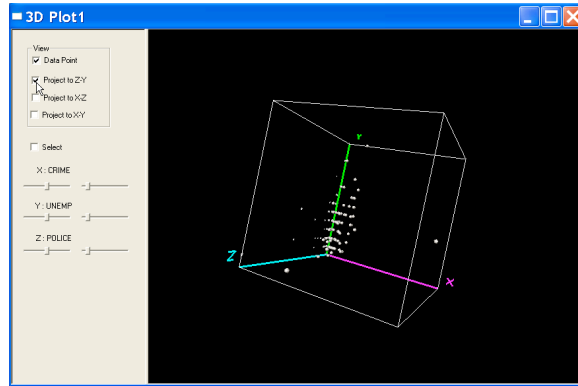 3D Plot1
View
Data Point
Project to Z-Y
Project to X-Z
Project to X-Y
Select
X : CRIME
Y : UNEMP
Z : POLICE
Y
Z
X